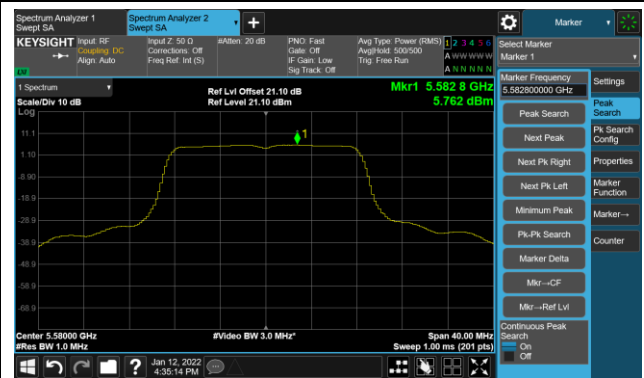 Spectrum Analyzer 1
Swept SA
Spectrum Analyzer 2
Swept SA
Marker
KEYSIGHT
Input: RF
Coupling: DC
Align: Auto
Input Z: 50 Ω
Corrections: Off
Freq Ref: Int (S)
#Atten: 20 dB
PNO: Fast
Gate: Off
IF Gain: Low
Sig Track: Off
Avg Type: Power (RMS)
Avg|Hold: 500/500
Trig: Free Run
1 2 3 4 5 6
A W W W W W
A N N N N N
LW
Select Marker
Marker 1
1 Spectrum
Scale/Div 10 dB
Log
Ref Lvl Offset 21.10 dB
Ref Level 21.10 dBm
Mkr1 5.582 8 GHz
5.762 dBm
1
11.1
1.10
-8.90
-18.9
-28.9
-38.9
-48.9
-58.9
-68.9
Center 5.58000 GHz
#Res BW 1.0 MHz
#Video BW 3.0 MHz*
Span 40.00 MHz
Sweep 1.00 ms (201 pts)
Marker Frequency
5.582800000 GHz
Peak Search
Next Peak
Next Pk Right
Next Pk Left
Minimum Peak
Pk-Pk Search
Marker Delta
Mkr→CF
Mkr→Ref Lvl
Continuous Peak
Search
On
Off
Settings
Peak
Search
Pk Search
Config
Properties
Marker
Function
Marker→
Counter
Jan 12, 2022
4:35:14 PM